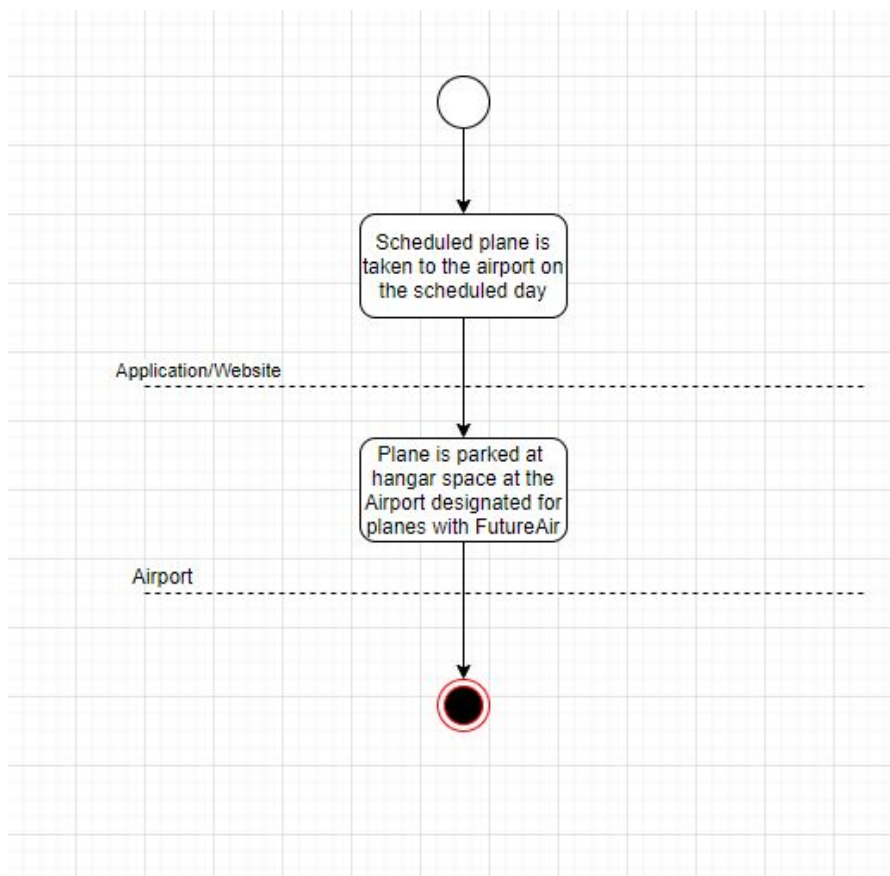 Scheduled plane is
taken to the airport on
the scheduled day
Application/Website
Plane is parked at
hangar space at the
Airport designated for
planes with FutureAir
Airport